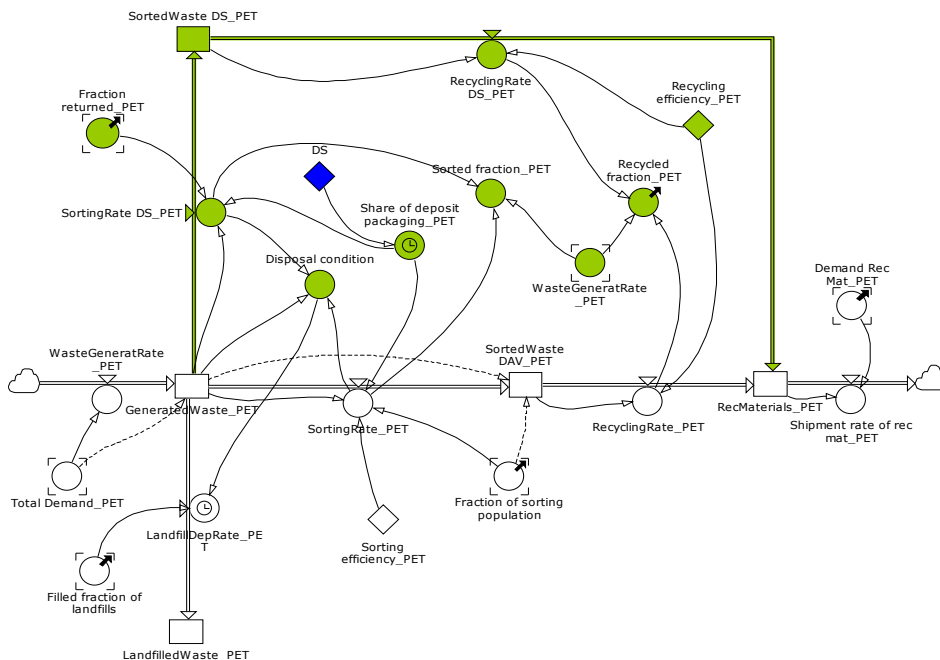 SortedWaste DS_PET
Fraction
returned_PET
RecyclingRate
DS_PET
Recycling
efficiency_PET
DS
Sorted fraction_PET
Recycled
fraction_PET
SortingRate DS_PET
Share of deposit
packaging_PET
Disposal condition
WasteGeneratRate
_PET
Demand Rec
Mat_PET
WasteGeneratRate
_PET
SortedWaste
DAV_PET
GeneratedWaste_PET
SortingRate_PET
RecyclingRate_PET
RecMaterials_PET
Shipment rate of rec
mat_PET
Total Demand_PET
Fraction of sorting
population
LandfillDepRate_PE
T
Sorting
efficiency_PET
Filled fraction of
landfills
LandfilledWaste_PET